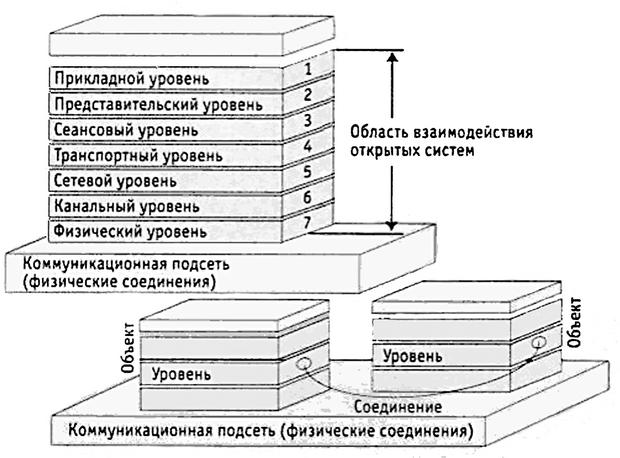 Прикладной уровень 1
Представительский уровень 2
Сеансовый уровень 3
Транспортный уровень 4
Сетевой уровень 5
Канальный уровень 6
Физический уровень 7
Область взаимодействия
открытых систем
Коммуникационная подсеть
(физические соединения)
Объект
Уровень
Уровень
Объект
Соединение
Коммуникационная подсеть (физические соединения)